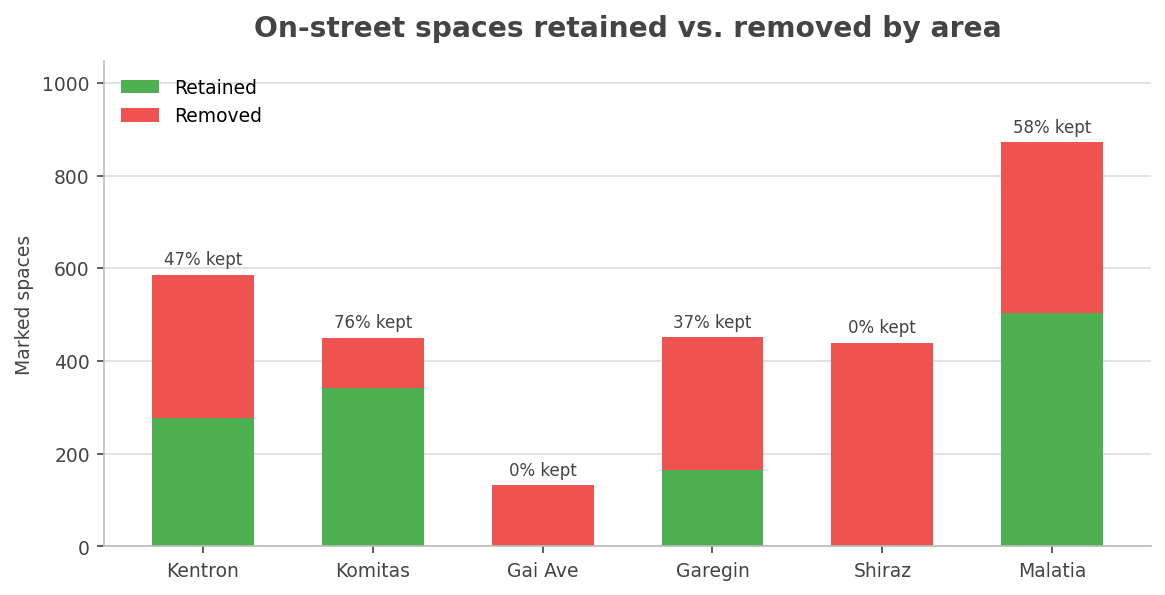 On-street spaces retained vs. removed by area
Retained
Removed
Marked spaces
1000
800
600
400
200
0
47% kept
76% kept
0% kept
37% kept
0% kept
58% kept
Kentron
Komitas
Gai Ave
Garegin
Shiraz
Malatia